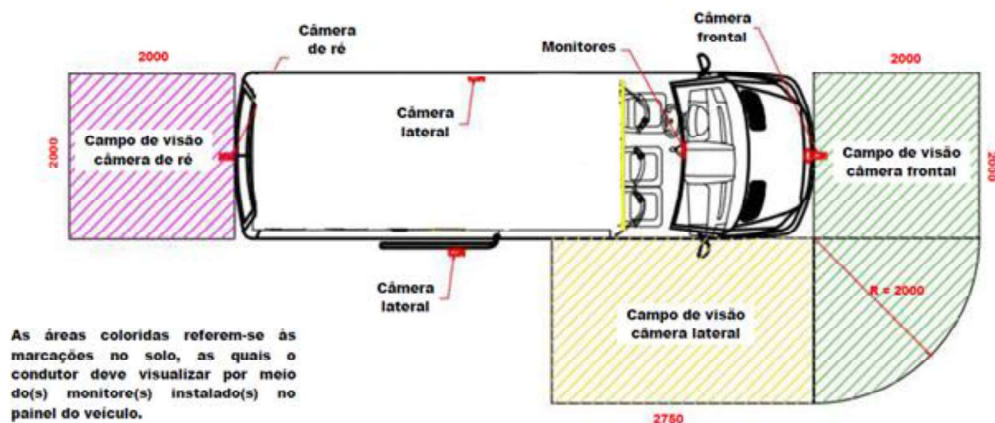 2000
Câmera
de ré
Monitores
Câmera
frontal
2000
Câmera
lateral
2000
Campo de visão
câmera de ré
Campo de visão
câmera frontal
2000
Câmera
lateral
Campo de visão
câmera lateral
R = 2000
As áreas coloridas referem-se às
marcações no solo, as quais o
condutor deve visualizar por meio
do(s) monitore(s) instalado(s) no
painel do veículo.
2750